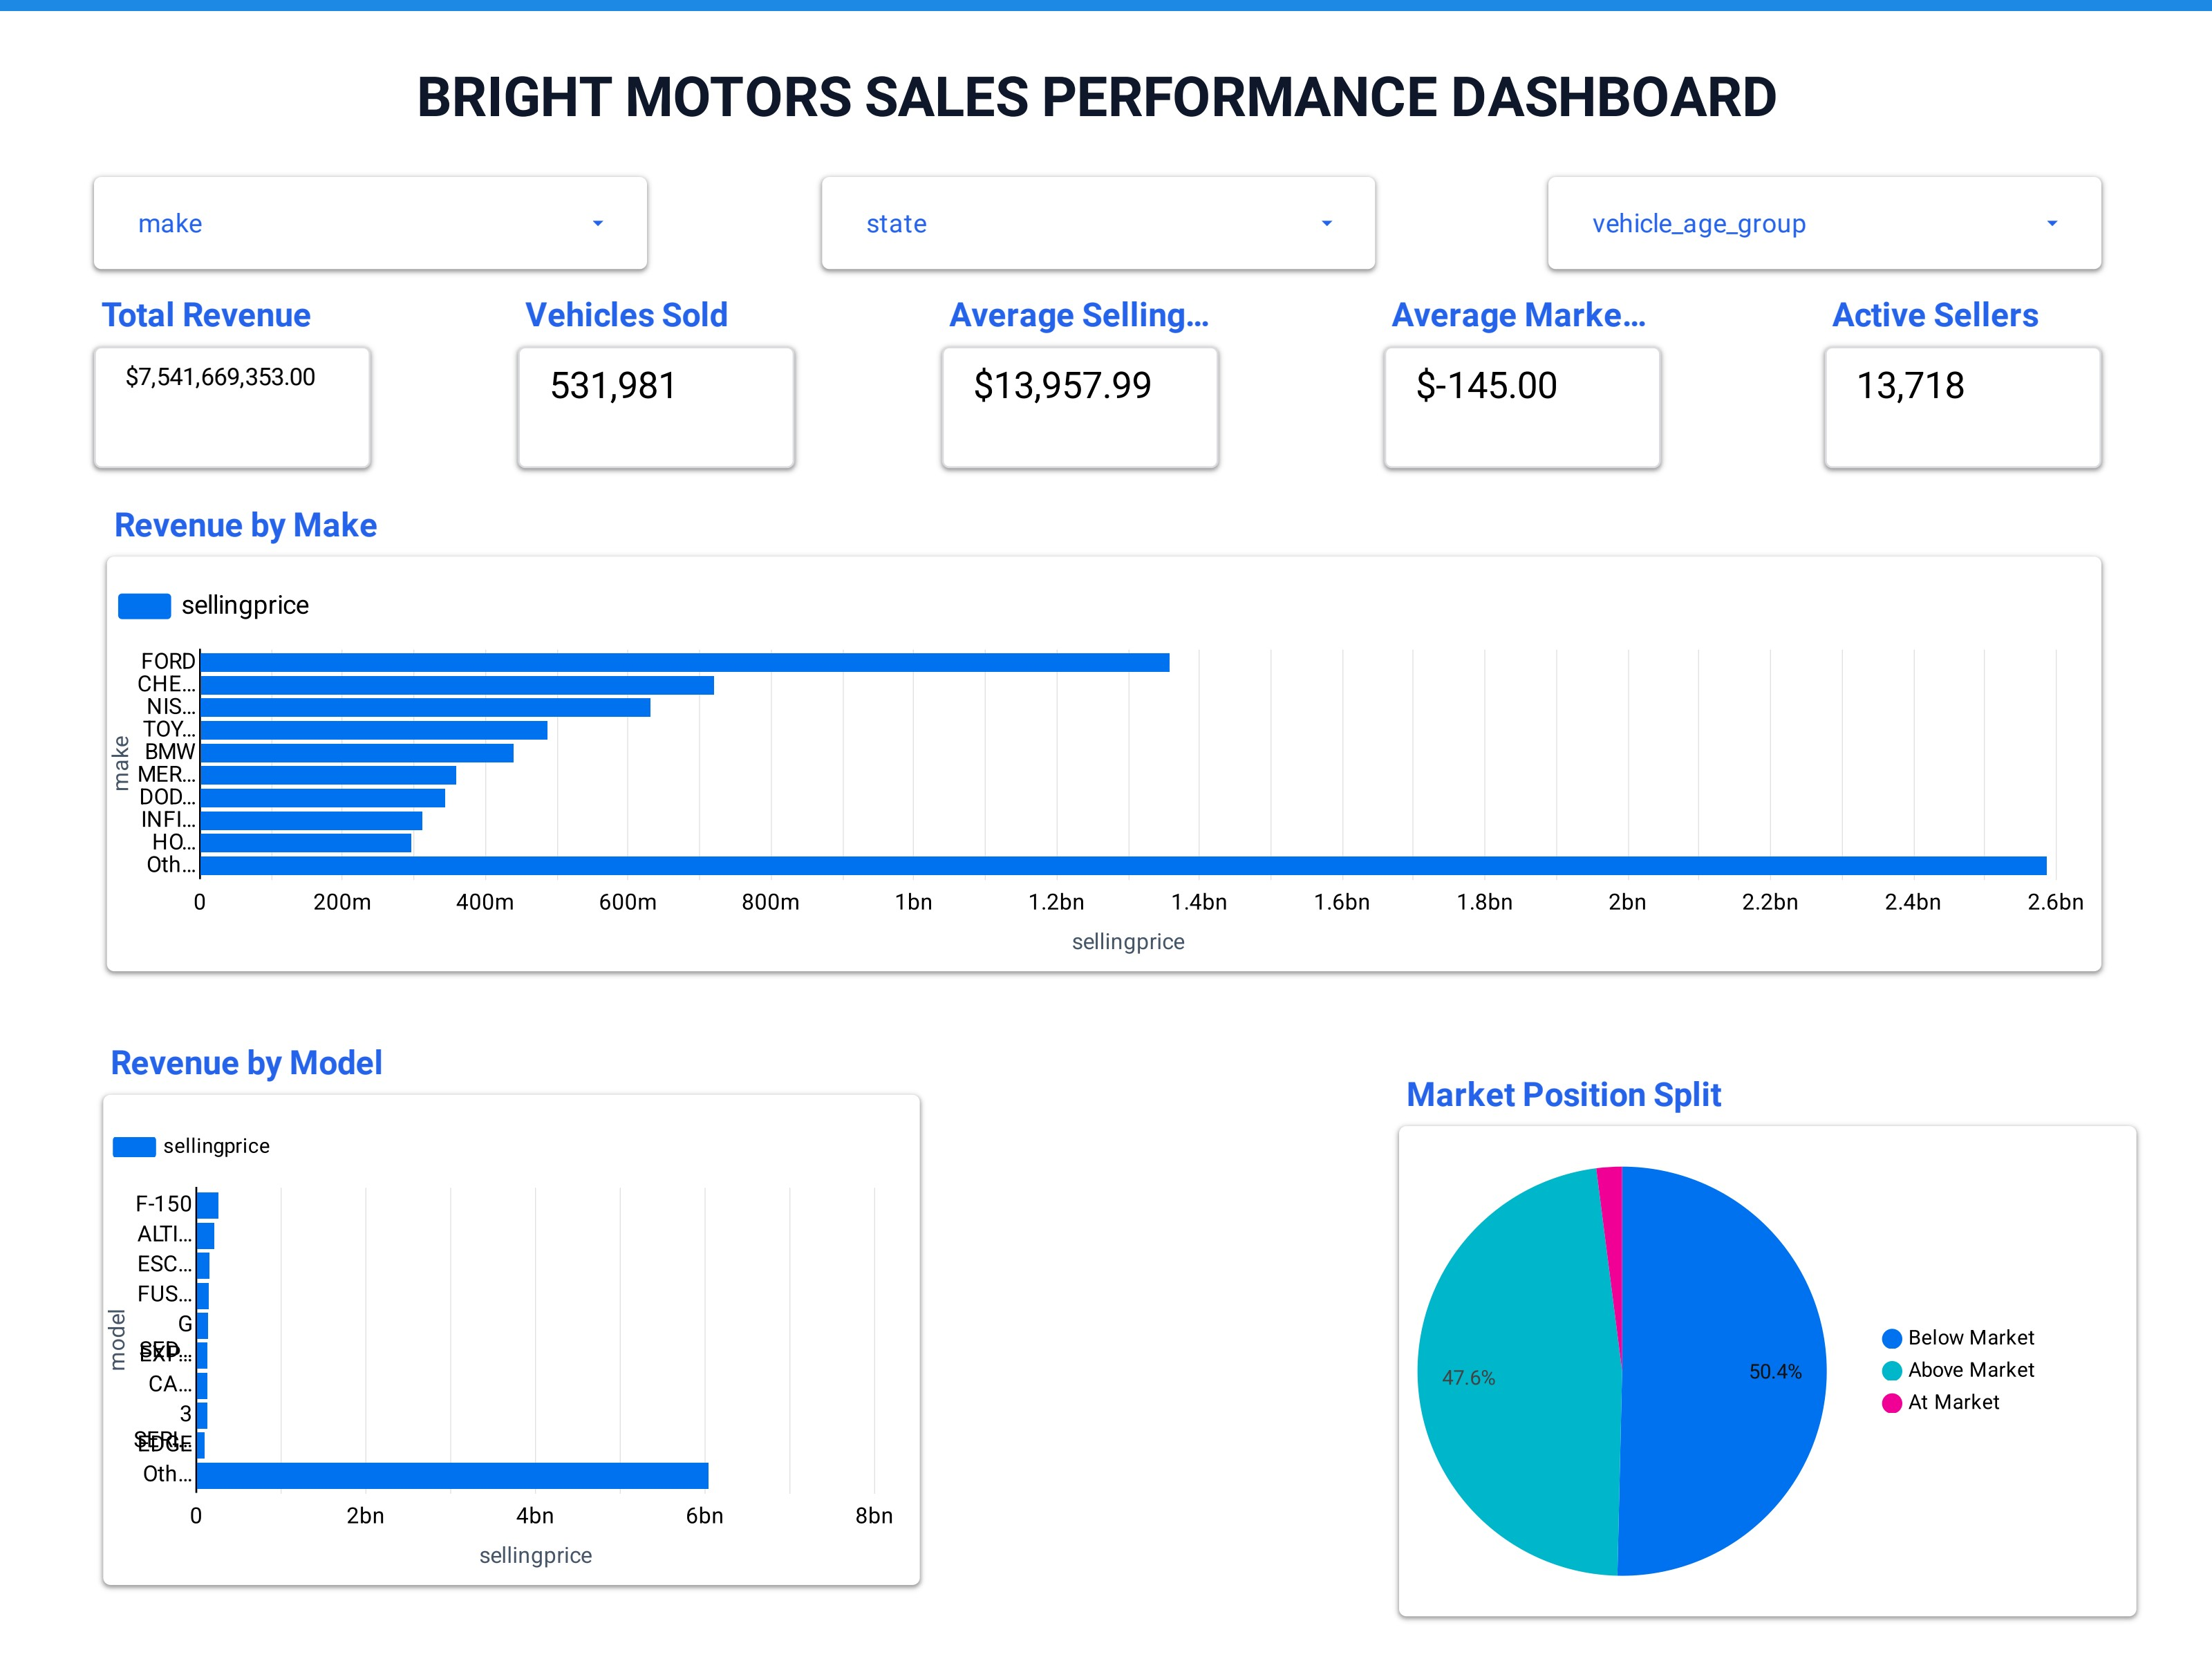 BRIGHT MOTORS SALES PERFORMANCE DASHBOARD
make
state
vehicle_age_group
Total Revenue
$7,541,669,353.00
Vehicles Sold
531,981
Average Selling...
$13,957.99
Average Marke...
$-145.00
Active Sellers
13,718
Revenue by Make
sellingprice
make
FORD
CHE...
NIS...
TOY...
BMW
MER...
DOD...
INFI...
HO...
Oth...
0 200m 400m 600m 800m 1bn 1.2bn 1.4bn 1.6bn 1.8bn 2bn 2.2bn 2.4bn 2.6bn
sellingprice
Revenue by Model
sellingprice
model
F-150
ALTI...
ESC...
FUS...
G
SED...
EXP...
CA...
3
SERI...
EDGE
Oth...
0 2bn 4bn 6bn 8bn
sellingprice
Market Position Split
47.6%
50.4%
Below Market
Above Market
At Market